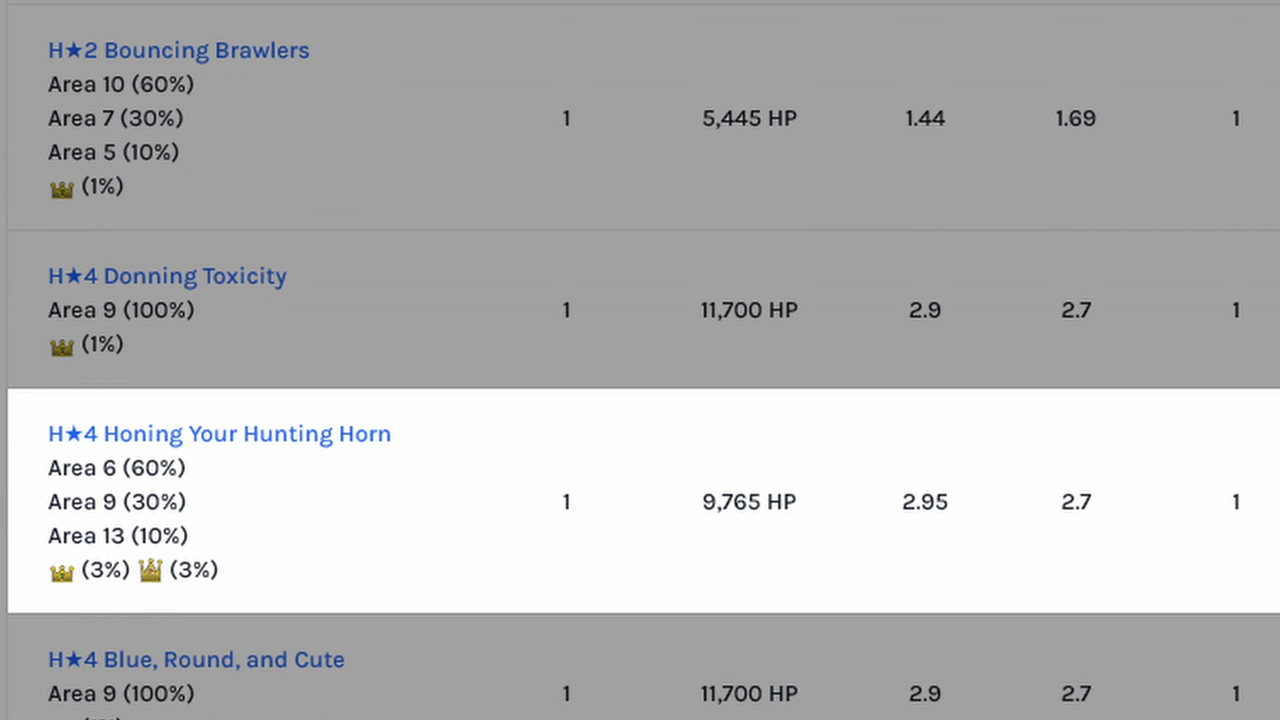 H★2 Bouncing Brawlers
Area 10 (60%)
Area 7 (30%)
1 5,445 HP 1.44 1.69 1
Area 5 (10%)
(1%)
H★4 Donning Toxicity
Area 9 (100%) 1 11,700 HP 2.9 2.7 1
(1%)
H★4 Honing Your Hunting Horn
Area 6 (60%)
Area 9 (30%) 1 9,765 HP 2.95 2.7 1
Area 13 (10%)
(3%) (3%)
H★4 Blue, Round, and Cute
Area 9 (100%) 1 11,700 HP 2.9 2.7 1